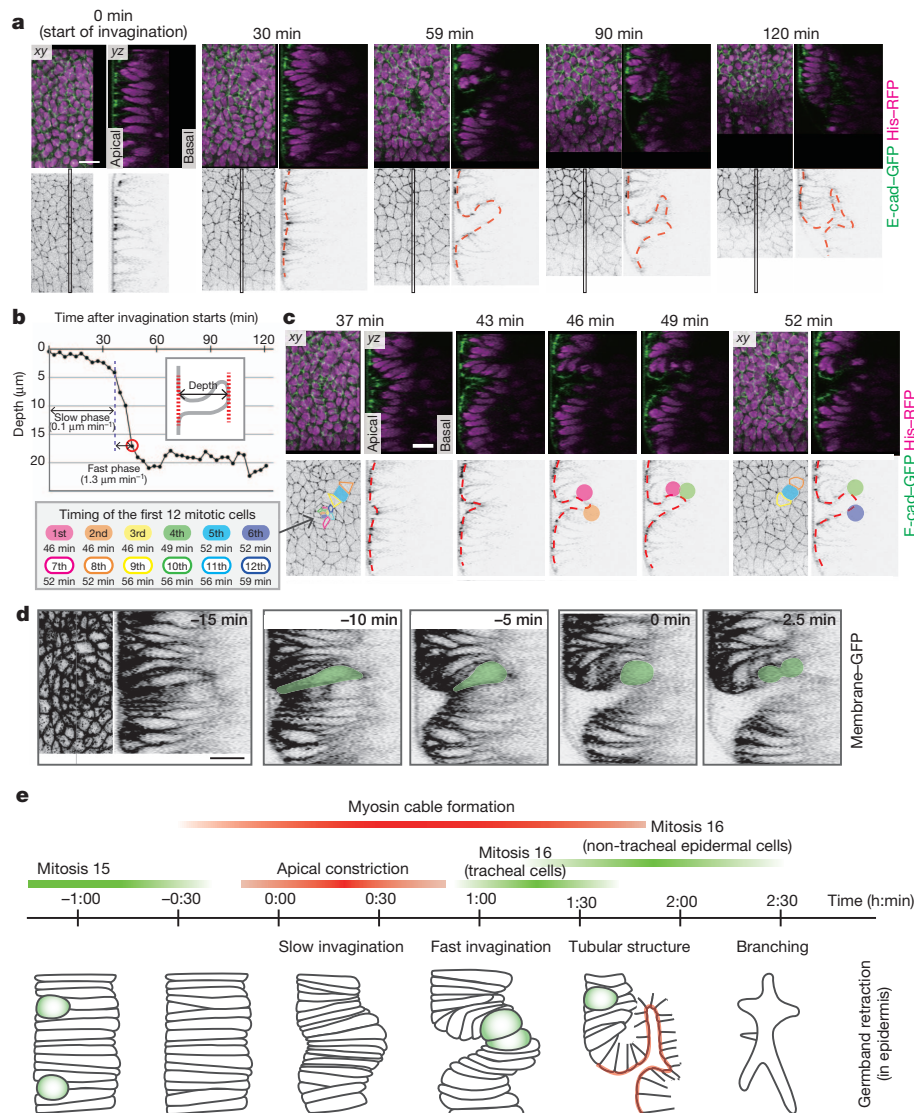 a
0 min
(start of invagination)
30 min
59 min
90 min
120 min
xy
yz
Apical
Basal
E-cad–GFP His–RFP
b
Time after invagination starts (min)
0
30
60
90
120
0
5
10
15
20
Depth (μm)
Depth
Slow phase
(0.1 μm min⁻¹)
Fast phase
(1.3 μm min⁻¹)
Timing of the first 12 mitotic cells
1st 2nd 3rd 4th 5th 6th
46 min 46 min 46 min 49 min 52 min 52 min
7th 8th 9th 10th 11th 12th
52 min 52 min 56 min 56 min 56 min 59 min
c
37 min
43 min
46 min
49 min
52 min
xy
yz
xy
Apical
Basal
E-cad–GFP His–RFP
d
–15 min
–10 min
–5 min
0 min
–2.5 min
Membrane–GFP
e
Myosin cable formation
Mitosis 16
(non-tracheal epidermal cells)
Mitosis 15
Apical constriction
Mitosis 16
(tracheal cells)
–1:00
–0:30
0:00
0:30
1:00
1:30
2:00
2:30
Time (h:min)
Slow invagination
Fast invagination
Tubular structure
Branching
Germband retraction
(in epidermis)